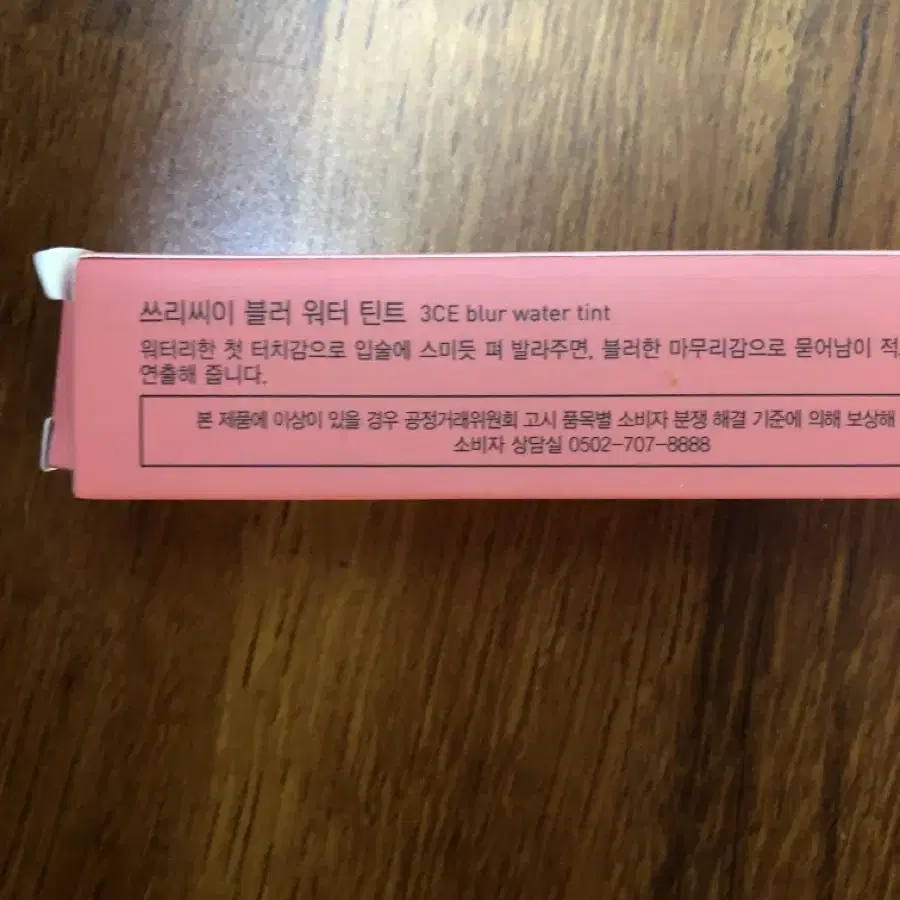 쓰리씨이 블러 워터 틴트 3CE blur water tint
워터리한 첫 터치감으로 입술에 스미듯 펴 발라주면, 블러한 마무리감으로 묻어남이 적
연출해 줍니다.
본 제품에 이상이 있을 경우 공정거래위원회 고시 품목별 소비자 분쟁 해결 기준에 의해 보상해
소비자 상담실 0502-707-8888